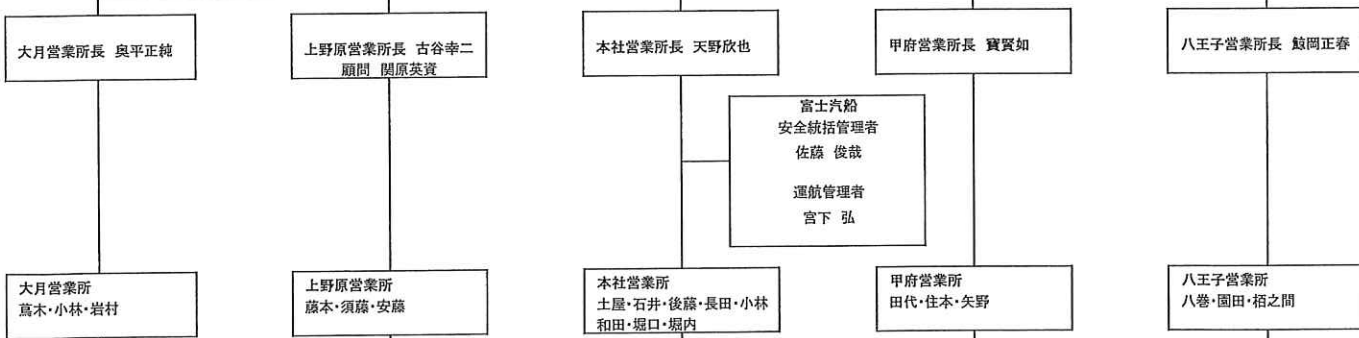 大月営業所長 奥平正純
上野原営業所長 古谷幸二
顧問 関原英資
本社営業所長 天野欣也
甲府営業所長 寶賢如
八王子営業所長 鯨岡正春
富士汽船
安全統括管理者
佐藤 俊哉
運航管理者
宮下 弘
大月営業所
蔦木・小林・岩村
上野原営業所
藤本・須藤・安藤
本社営業所
土屋・石井・後藤・長田・小林
和田・堀口・堀内
甲府営業所
田代・住本・矢野
八王子営業所
八巻・園田・栢之間